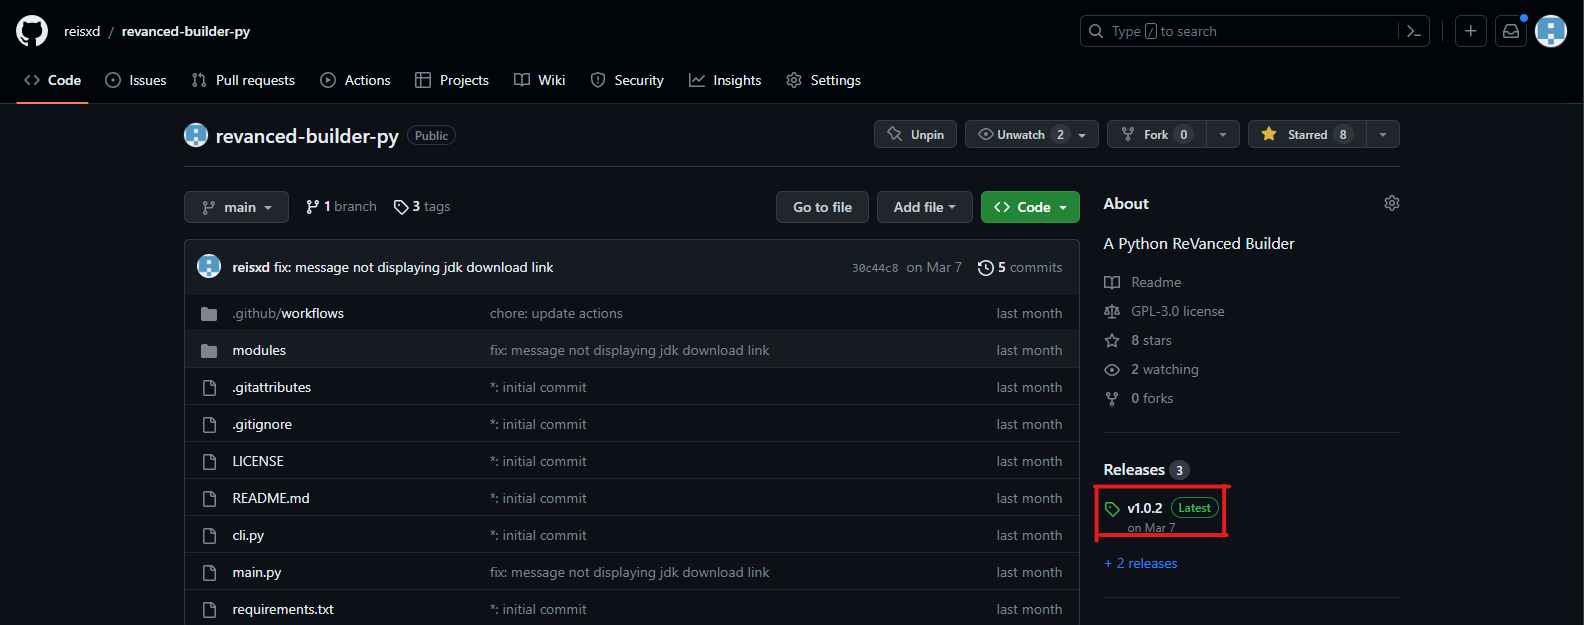 reisxd / revanced-builder-py
Type / to search
Code Issues Pull requests Actions Projects Wiki Security Insights Settings
revanced-builder-py Public
Unpin Unwatch 2 Fork 0 Starred 8
main 1 branch 3 tags Go to file Add file Code
reisxd fix: message not displaying jdk download link 30c44c8 on Mar 7 5 commits
.github/workflows chore: update actions last month
modules fix: message not displaying jdk download link last month
.gitattributes *: initial commit last month
.gitignore *: initial commit last month
LICENSE *: initial commit last month
README.md *: initial commit last month
cli.py *: initial commit last month
main.py fix: message not displaying jdk download link last month
requirements.txt *: initial commit last month
About
A Python ReVanced Builder
Readme
GPL-3.0 license
8 stars
2 watching
0 forks
Releases 3
v1.0.2 Latest
on Mar 7
+ 2 releases